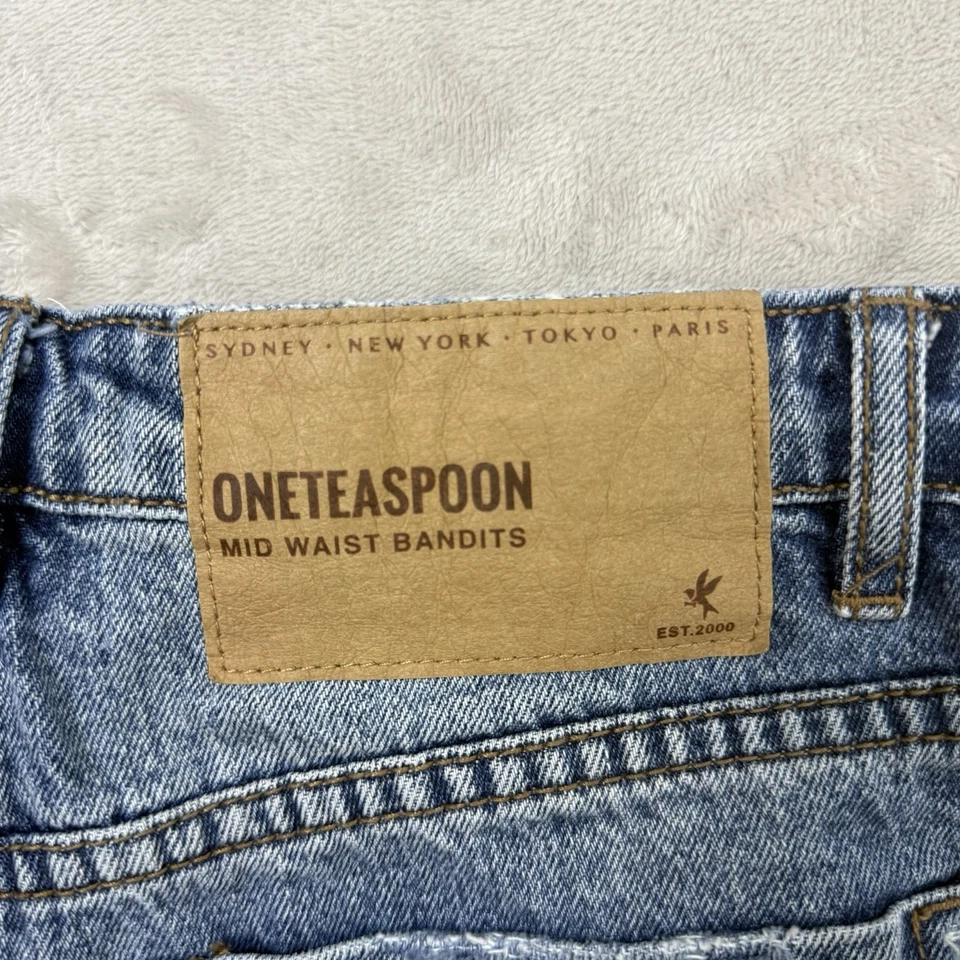 SYDNEY · NEW YORK · TOKYO · PARIS
ONETEASPOON
MID WAIST BANDITS
EST.2000